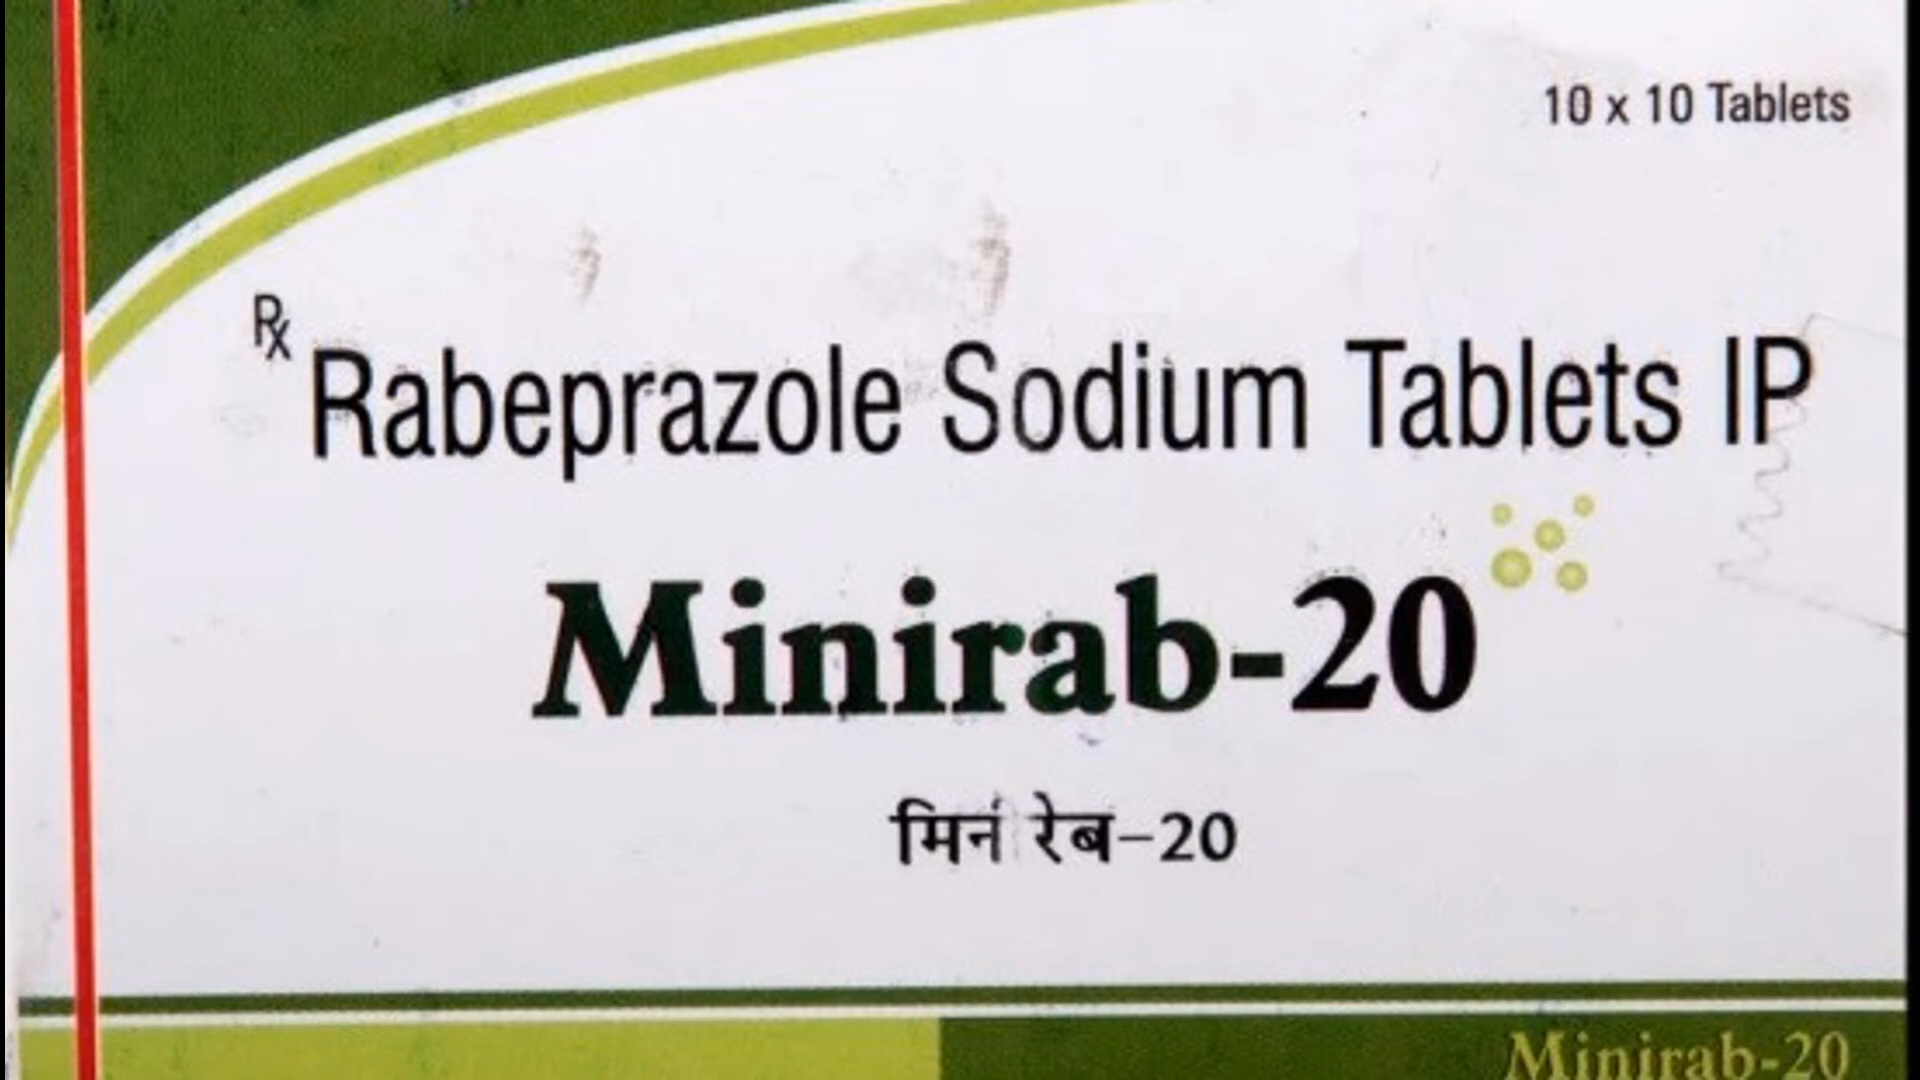 10 x 10 Tablets
Rx
Rabeprazole Sodium Tablets IP
Minirab-20
मिनं रेब-20
Minirab-20